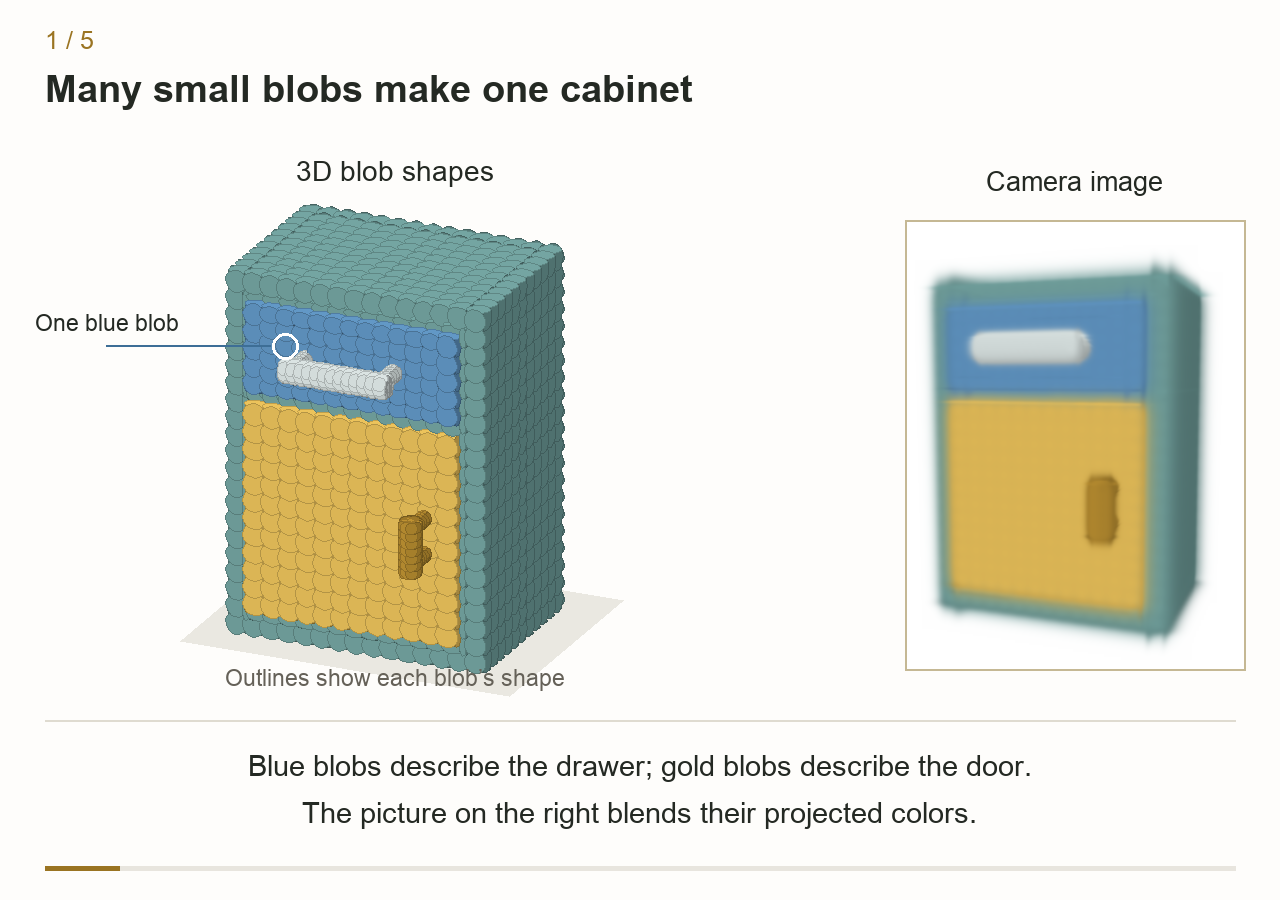 1 / 5
Many small blobs make one cabinet
3D blob shapes
Camera image
One blue blob
Outlines show each blob's shape
Blue blobs describe the drawer; gold blobs describe the door.
The picture on the right blends their projected colors.